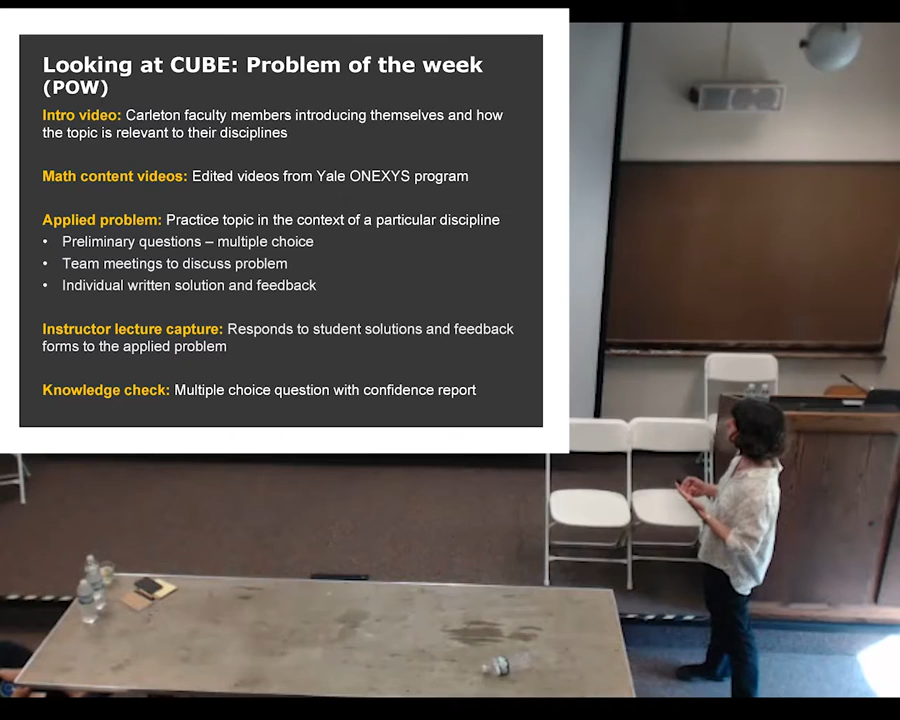 Looking at CUBE: Problem of the week
(POW)
Intro video: Carleton faculty members introducing themselves and how
the topic is relevant to their disciplines
Math content videos: Edited videos from Yale ONEXYS program
Applied problem: Practice topic in the context of a particular discipline
• Preliminary questions – multiple choice
• Team meetings to discuss problem
• Individual written solution and feedback
Instructor lecture capture: Responds to student solutions and feedback
forms to the applied problem
Knowledge check: Multiple choice question with confidence report